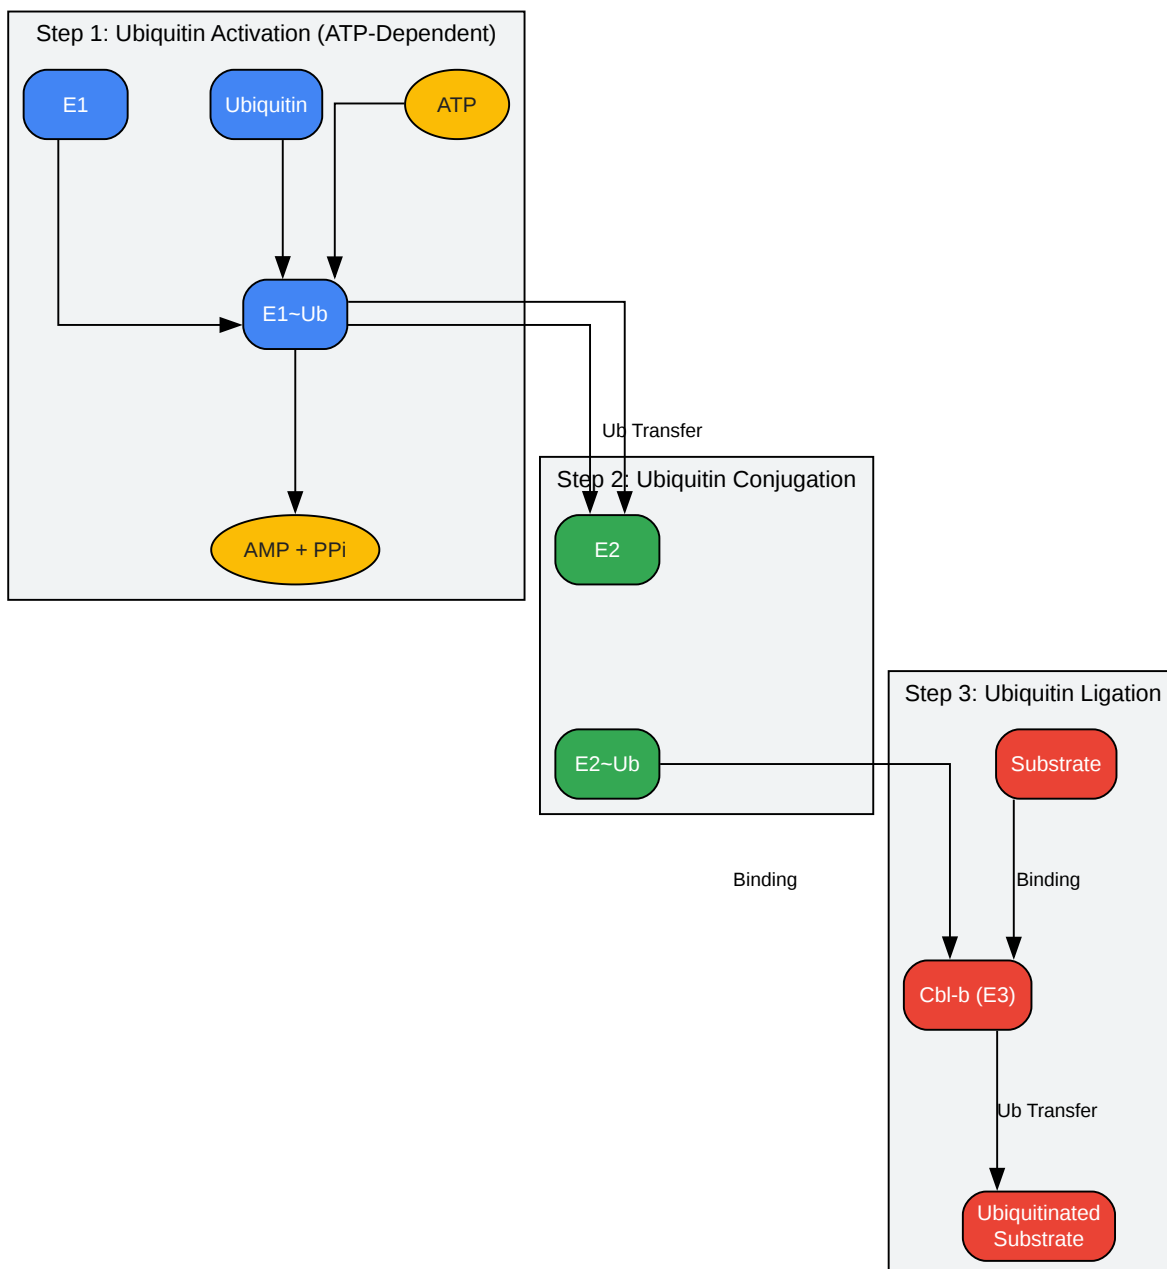 Step 1: Ubiquitin Activation (ATP-Dependent)
E1
Ubiquitin
ATP
E1~Ub
Ub Transfer
Step 2: Ubiquitin Conjugation
E2
AMP + PPi
Step 3: Ubiquitin Ligation
E2~Ub
Substrate
Binding
Binding
Cbl-b (E3)
Ub Transfer
Ubiquitinated
Substrate